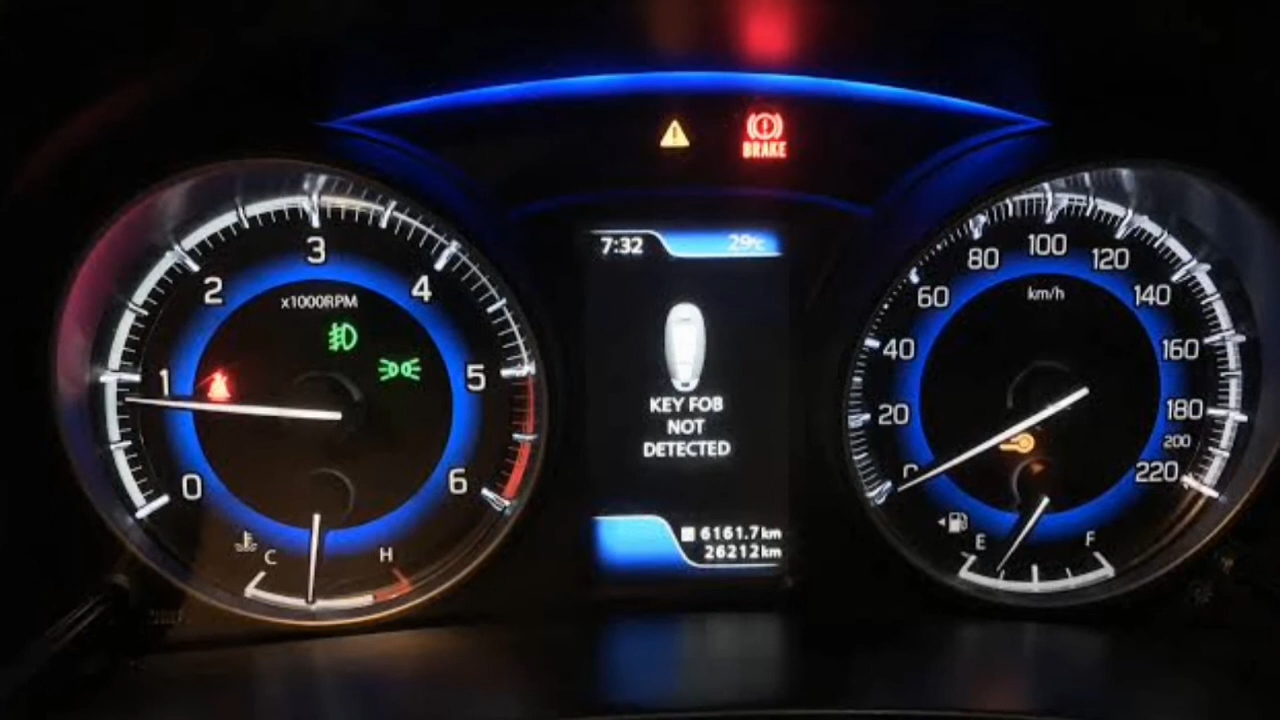 BRAKE
7:32 29°C
3
2 4
x1000RPM
1 5
0 6
C H
KEY FOB
NOT
DETECTED
6161.7km
26212km
80 100 120
60 km/h 140
40 160
20 180
200
0 220
E F